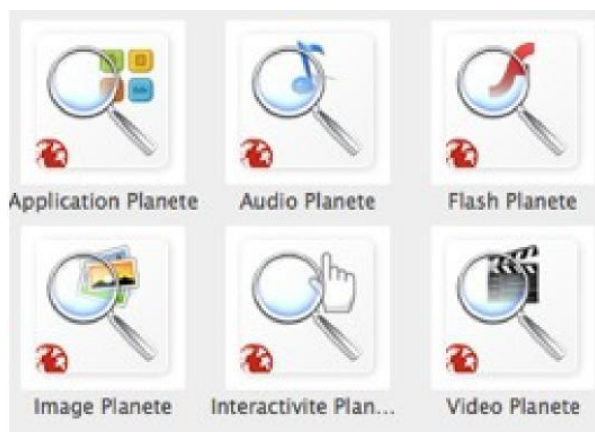 Application Planete
Audio Planete
Flash Planete
Image Planete
Interactivite Plan...
Video Planete